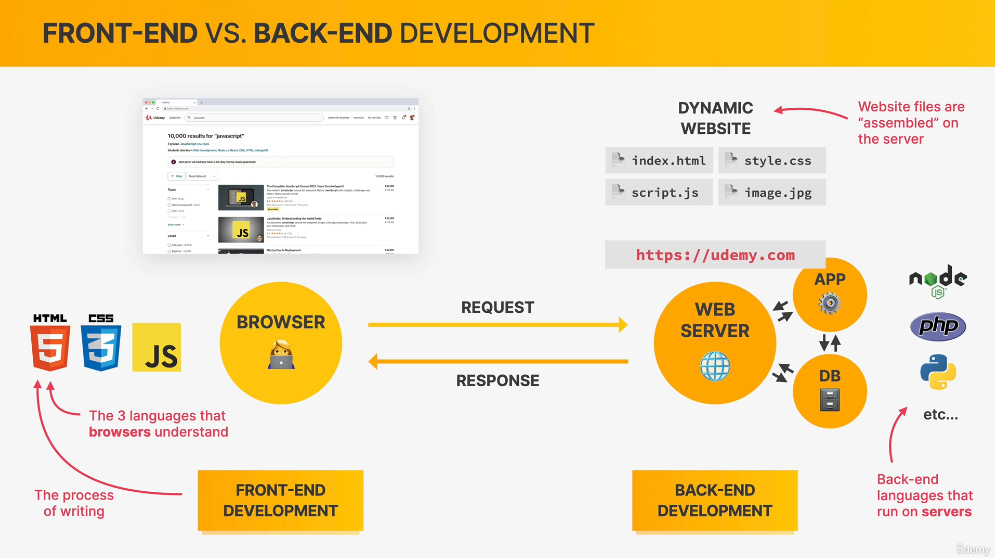 FRONT-END VS. BACK-END DEVELOPMENT
Udemy
10,000 results for "javascript"
DYNAMIC
WEBSITE
Website files are
"assembled" on
the server
index.html
style.css
script.js
image.jpg
https://udemy.com
HTML
CSS
JS
BROWSER
REQUEST
RESPONSE
WEB
SERVER
APP
DB
node
JS
php
etc...
The 3 languages that
browsers understand
The process
of writing
FRONT-END
DEVELOPMENT
BACK-END
DEVELOPMENT
Back-end
languages that
run on servers